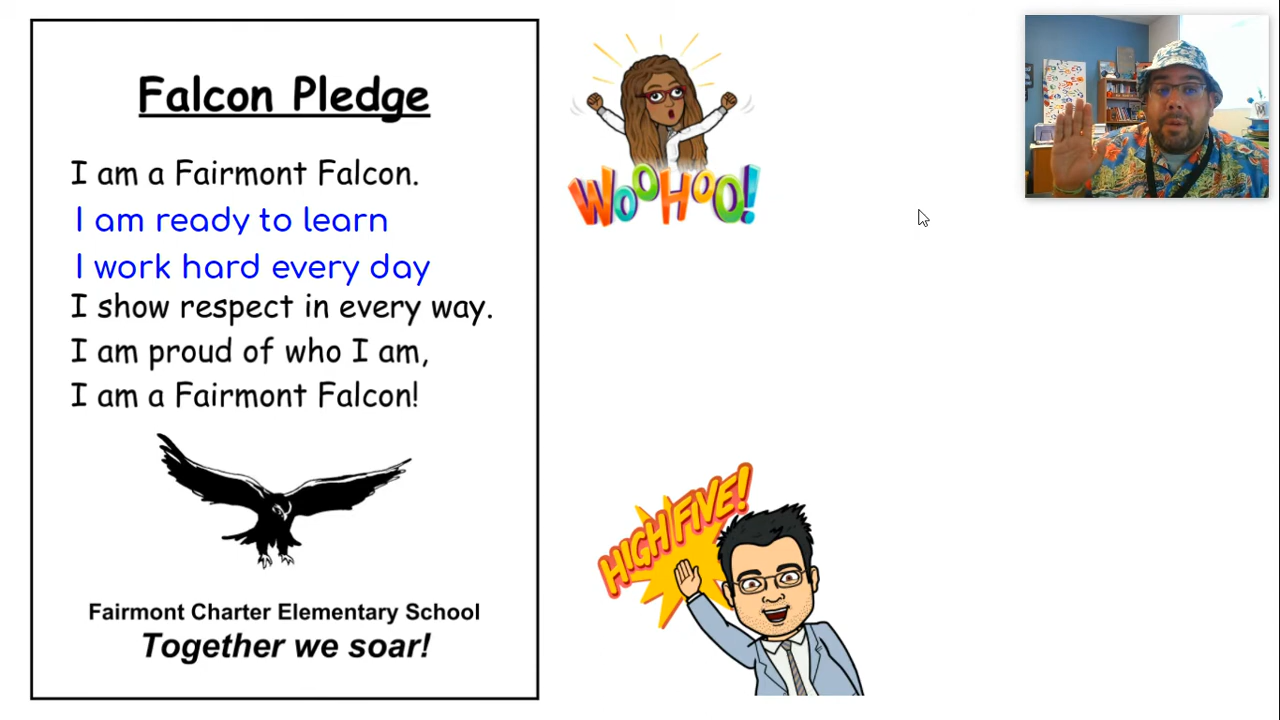 Falcon Pledge
I am a Fairmont Falcon.
I am ready to learn
I work hard every day
I show respect in every way.
I am proud of who I am,
I am a Fairmont Falcon!
Fairmont Charter Elementary School
Together we soar!
WOOHOO!
HIGH FIVE!